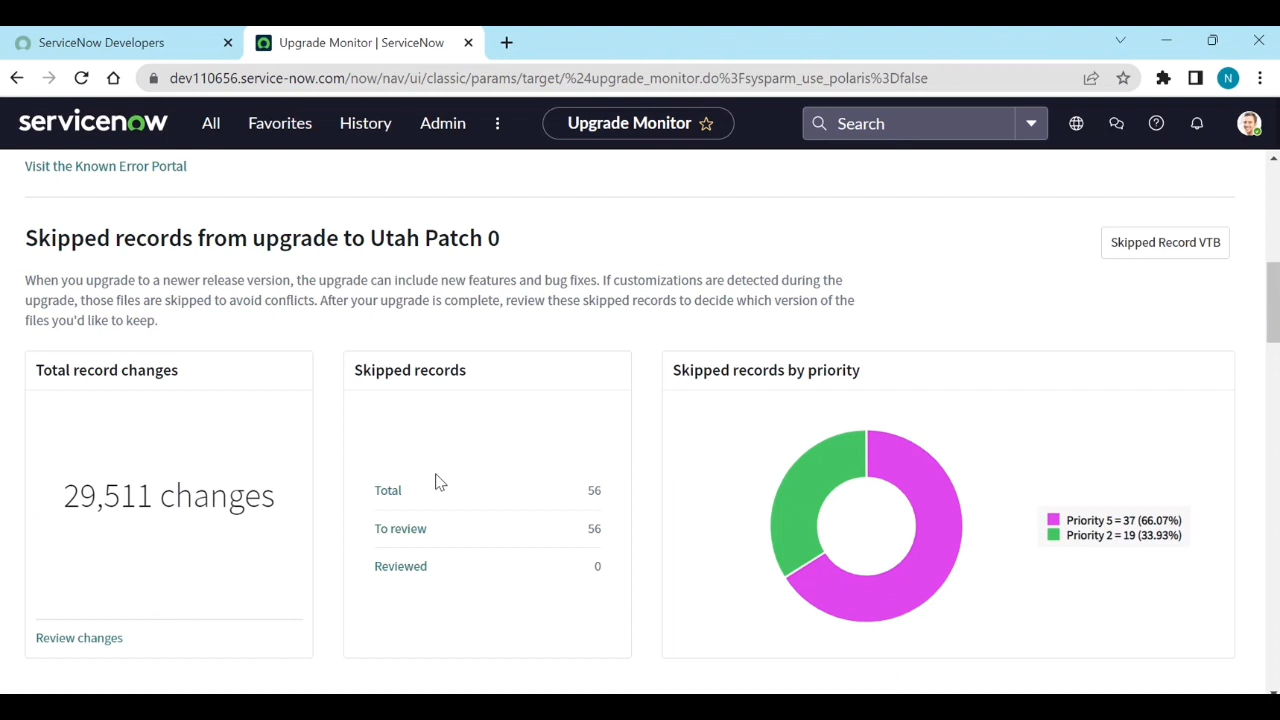 ServiceNow Developers
Upgrade Monitor | ServiceNow
dev110656.service-now.com/now/nav/ui/classic/params/target/%24upgrade_monitor.do%3Fsysparm_use_polaris%3Dfalse
N
servicenow
All
Favorites
History
Admin
Upgrade Monitor
Search
Visit the Known Error Portal
Skipped records from upgrade to Utah Patch 0
Skipped Record VTB
When you upgrade to a newer release version, the upgrade can include new features and bug fixes. If customizations are detected during the
upgrade, those files are skipped to avoid conflicts. After your upgrade is complete, review these skipped records to decide which version of the
files you'd like to keep.
Total record changes
29,511 changes
Review changes
Skipped records
Total 56
To review 56
Reviewed 0
Skipped records by priority
Priority 5 = 37 (66.07%)
Priority 2 = 19 (33.93%)